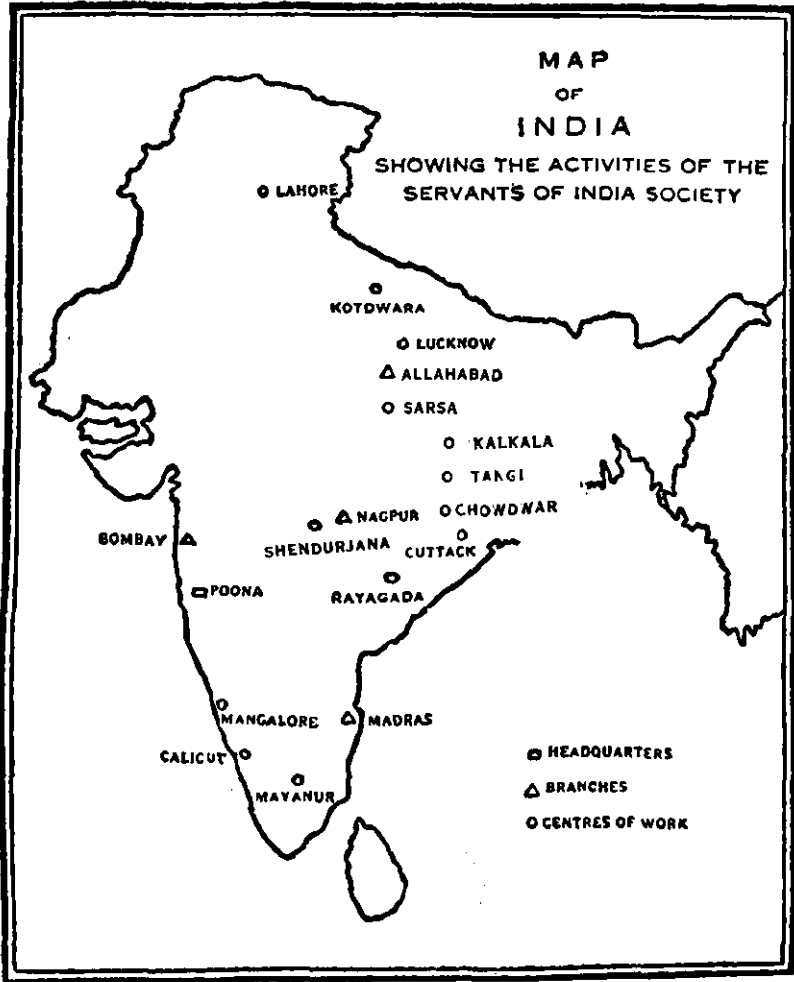 MAP
OF
INDIA
SHOWING THE ACTIVITIES OF THE
SERVANTS OF INDIA SOCIETY
LAHORE
KOTDWARA
LUCKNOW
ALLAHABAD
SARSA
KALKALA
TANGI
CHOWDWAR
NAGPUR
SHENDURJANA
CUTTACK
BOMBAY
RAYAGADA
POONA
MANGALORE
MADRAS
CALICUT
MAYANUR
HEADQUARTERS
BRANCHES
CENTRES OF WORK